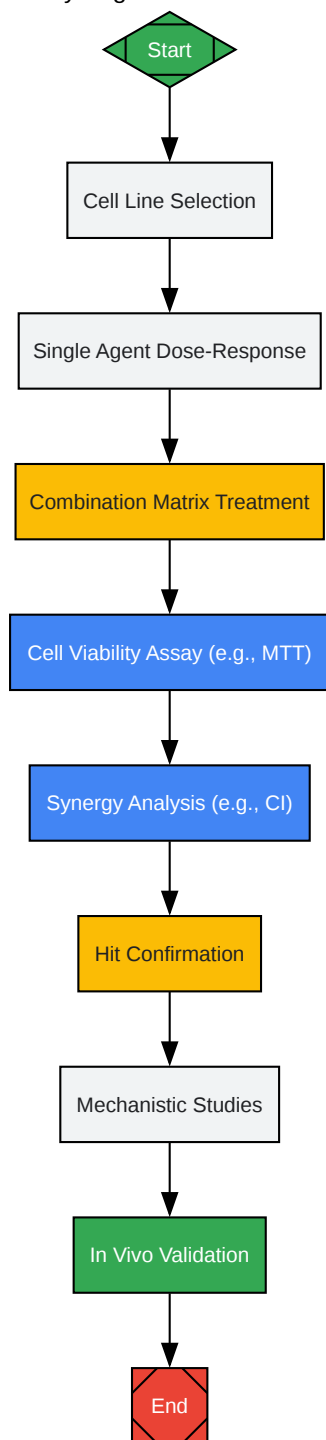 Start
Cell Line Selection
Single Agent Dose-Response
Combination Matrix Treatment
Cell Viability Assay (e.g., MTT)
Synergy Analysis (e.g., CI)
Hit Confirmation
Mechanistic Studies
In Vivo Validation
End